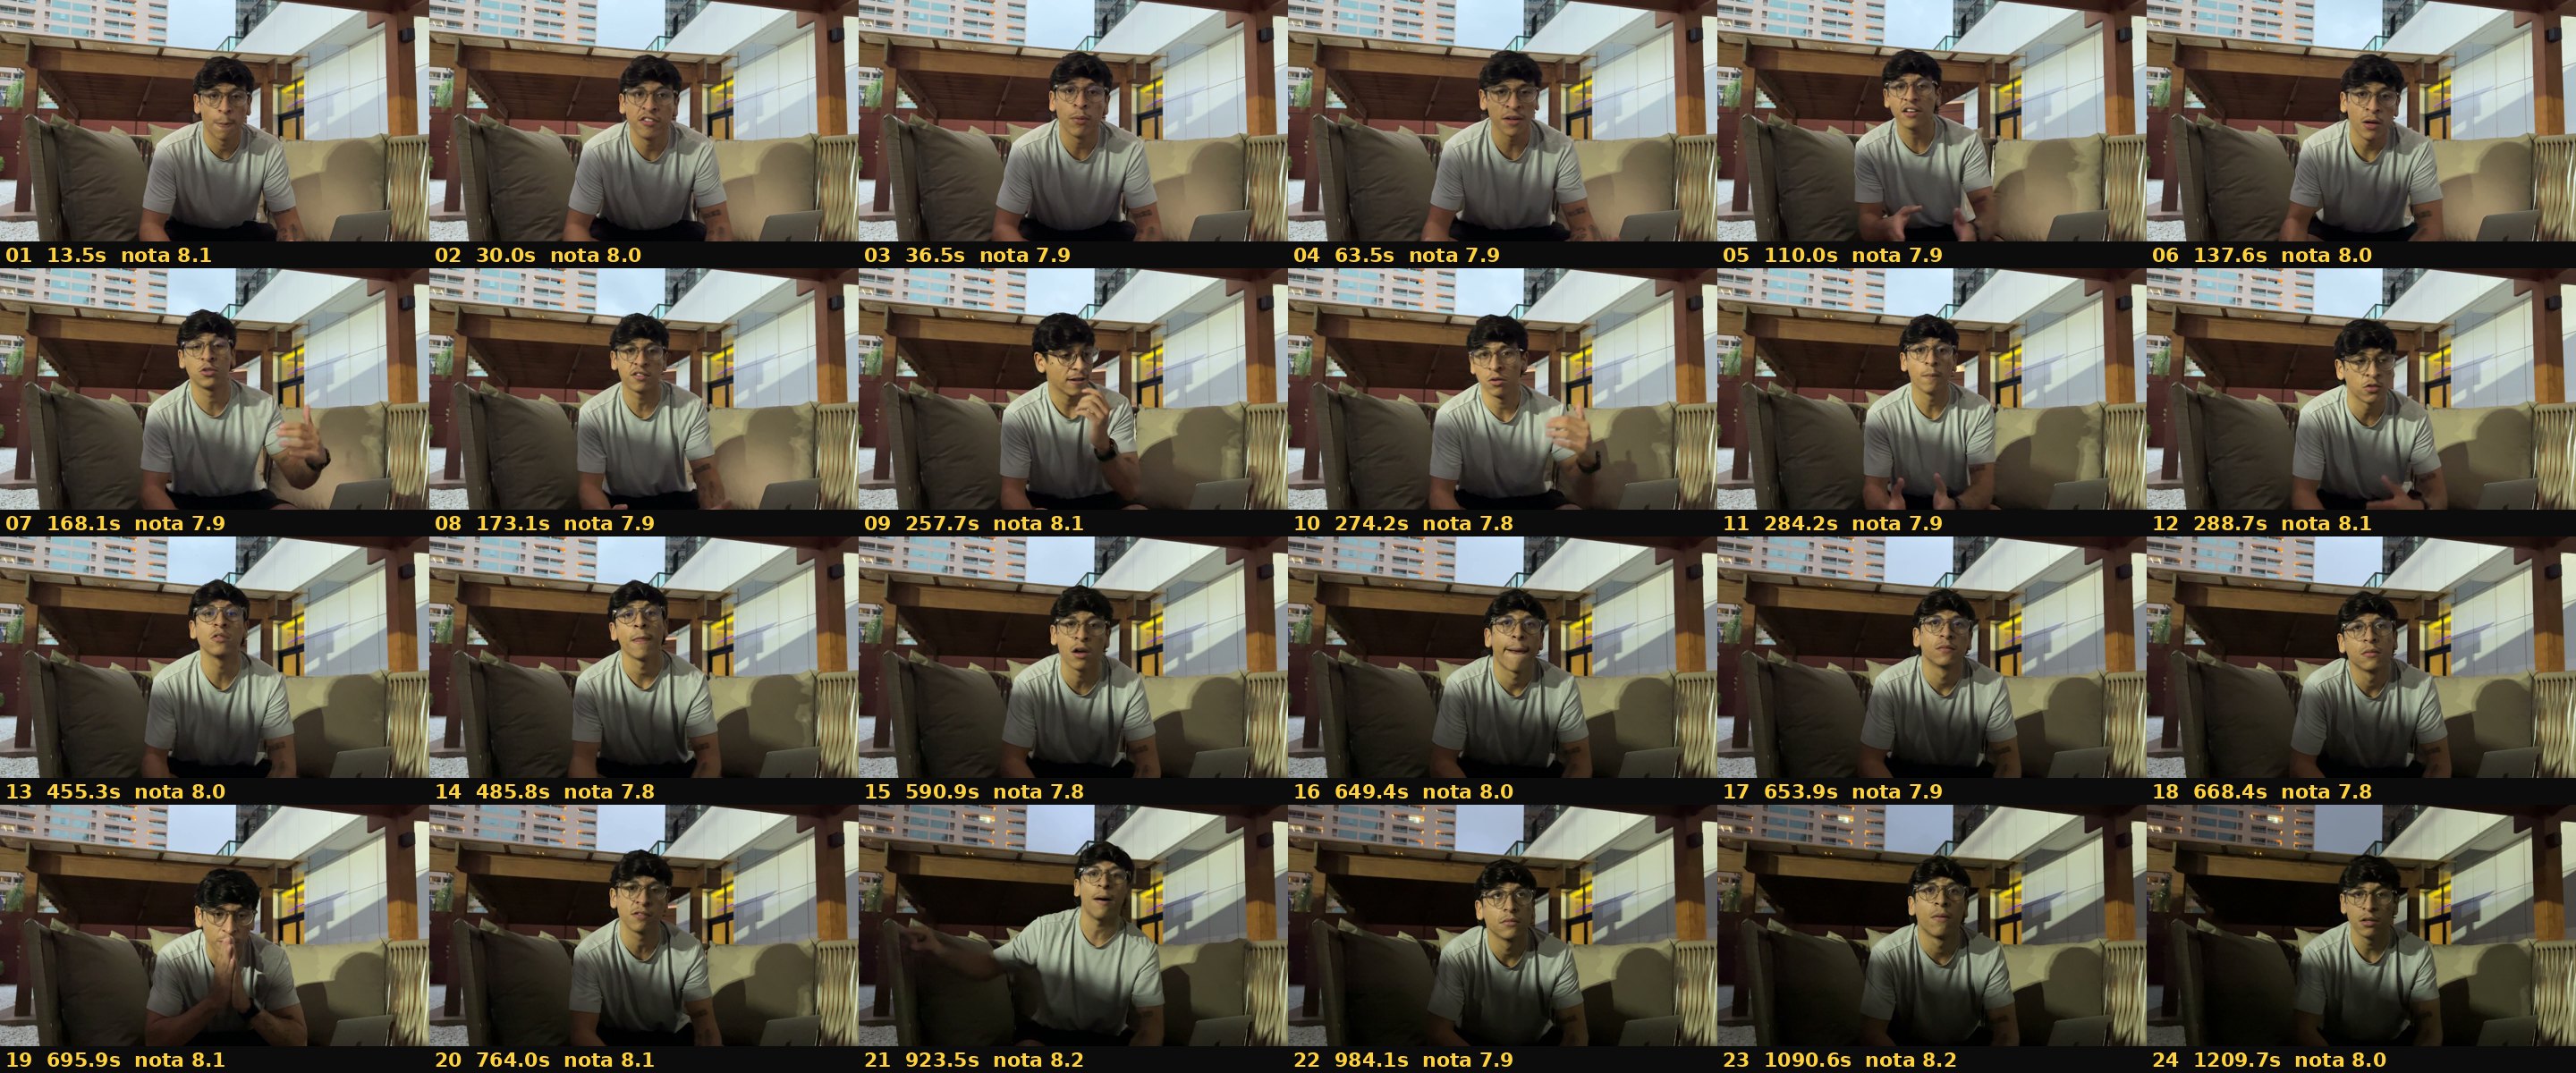 01 13.5s nota 8.1
02 30.0s nota 8.0
03 36.5s nota 7.9
04 63.5s nota 7.9
05 110.0s nota 7.9
06 137.6s nota 8.0
07 168.1s nota 7.9
08 173.1s nota 7.9
09 257.7s nota 8.1
10 274.2s nota 7.8
11 284.2s nota 7.9
12 288.7s nota 8.1
13 455.3s nota 8.0
14 485.8s nota 7.8
15 590.9s nota 7.8
16 649.4s nota 8.0
17 653.9s nota 7.9
18 668.4s nota 7.8
19 695.9s nota 8.1
20 764.0s nota 8.1
21 923.5s nota 8.2
22 984.1s nota 7.9
23 1090.6s nota 8.2
24 1209.7s nota 8.0